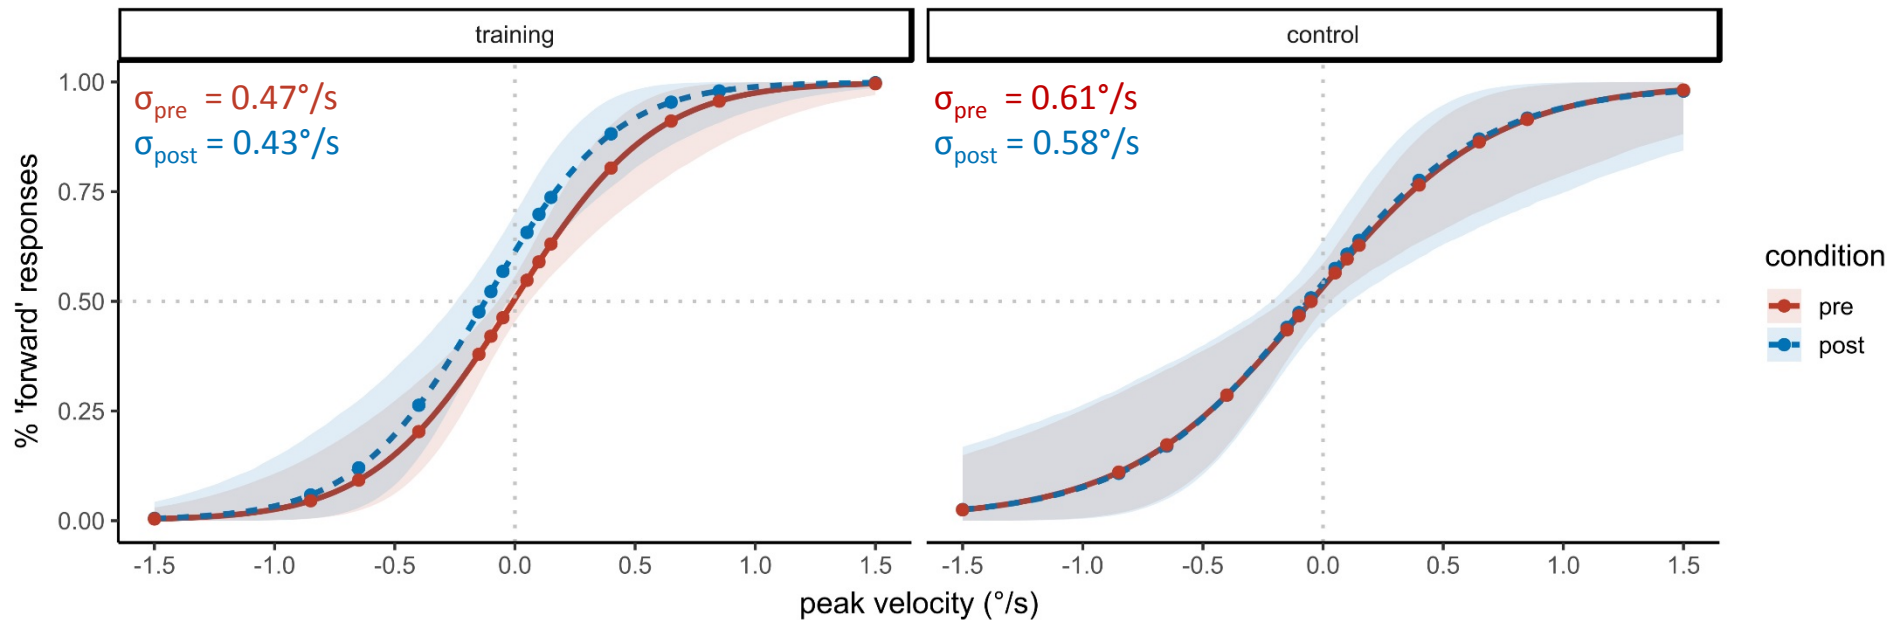 training
control
σpre = 0.47°/s
σpost = 0.43°/s
σpre = 0.61°/s
σpost = 0.58°/s
% 'forward' responses
1.00
0.75
0.50
0.25
0.00
-1.5 -1.0 -0.5 0.0 0.5 1.0 1.5
-1.5 -1.0 -0.5 0.0 0.5 1.0 1.5
peak velocity (°/s)
condition
pre
post